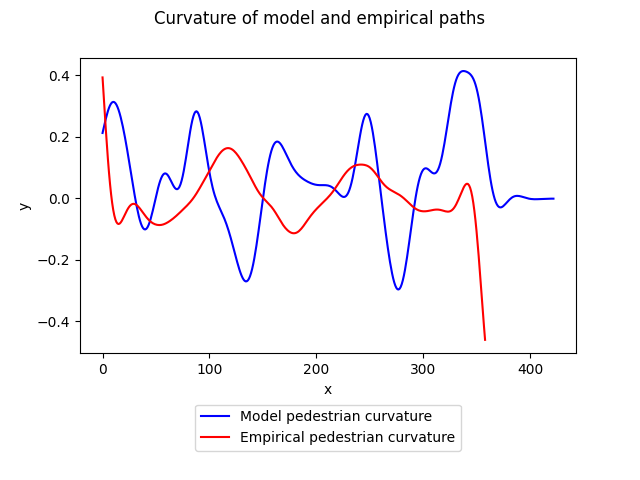 Curvature of model and empirical paths
0.4
0.2
0.0
−0.2
−0.4
y
0 100 200 300 400
x
Model pedestrian curvature
Empirical pedestrian curvature